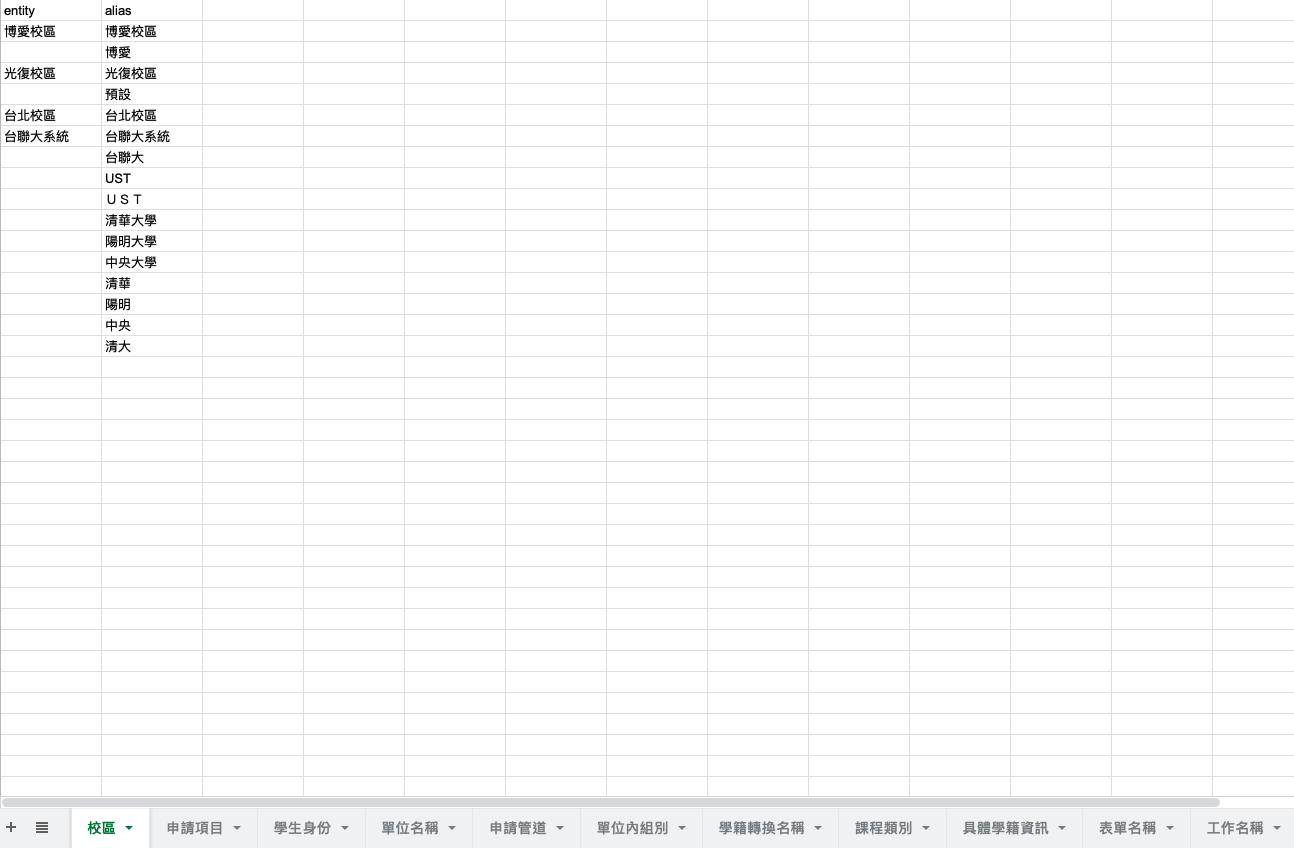 entity alias
博愛校區 博愛校區
博愛
光復校區 光復校區
預設
台北校區 台北校區
台聯大系統 台聯大系統
台聯大
UST
ＵＳＴ
清華大學
陽明大學
中央大學
清華
陽明
中央
清大
校區 申請項目 學生身份 單位名稱 申請管道 單位內組別 學籍轉換名稱 課程類別 具體學籍資訊 表單名稱 工作名稱